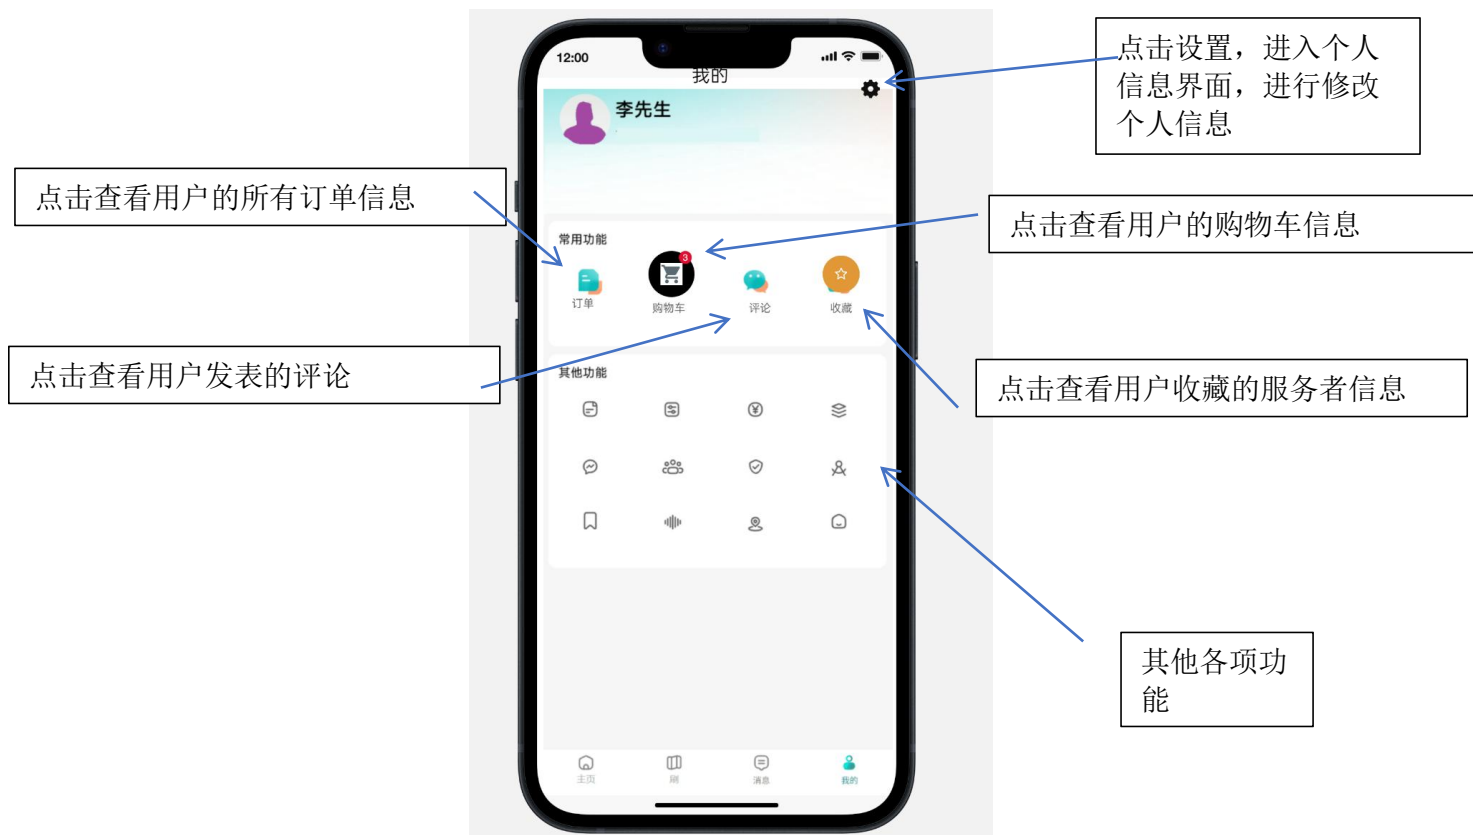 12:00
我的
李先生
点击设置，进入个人
信息界面，进行修改
个人信息
点击查看用户的所有订单信息
点击查看用户的购物车信息
常用功能
3
订单
购物车
评论
收藏
点击查看用户发表的评论
点击查看用户收藏的服务者信息
其他功能
其他各项功
能
主页
刷
消息
我的